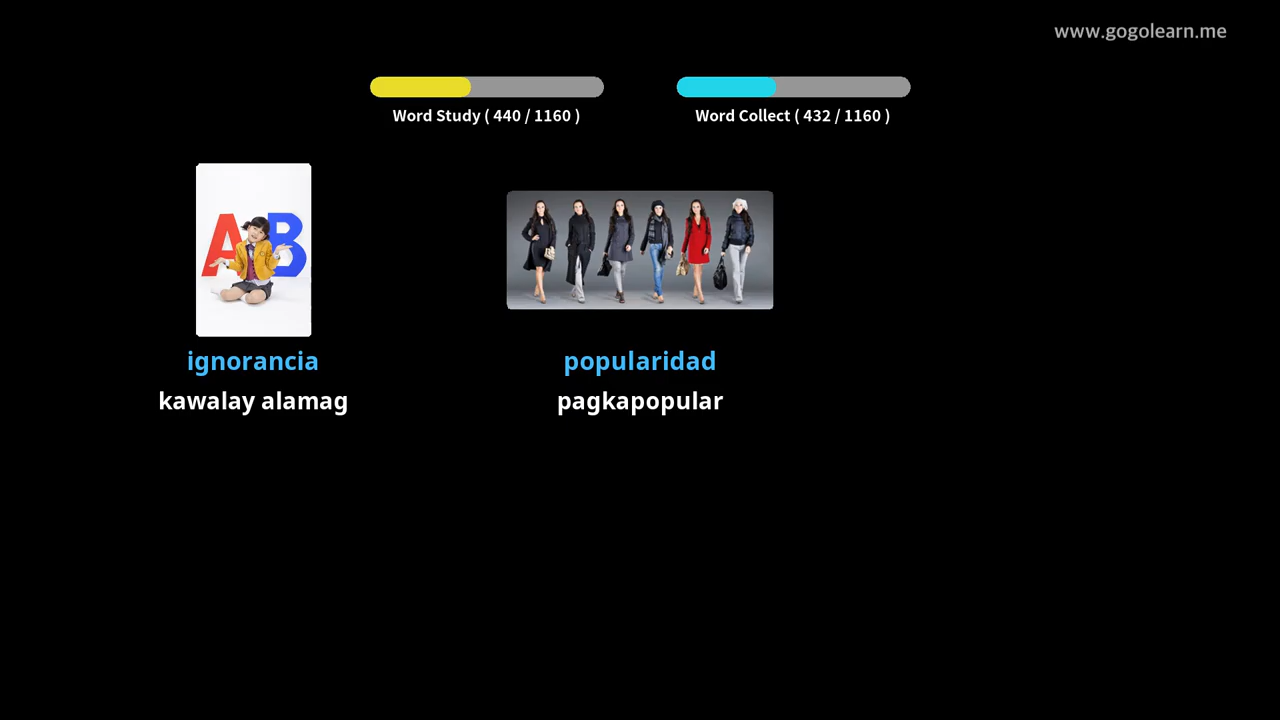 www.gogolearn.me
Word Study ( 440 / 1160 )
Word Collect ( 432 / 1160 )
A B
ignorancia
popularidad
kawalay alamag
pagkapopular